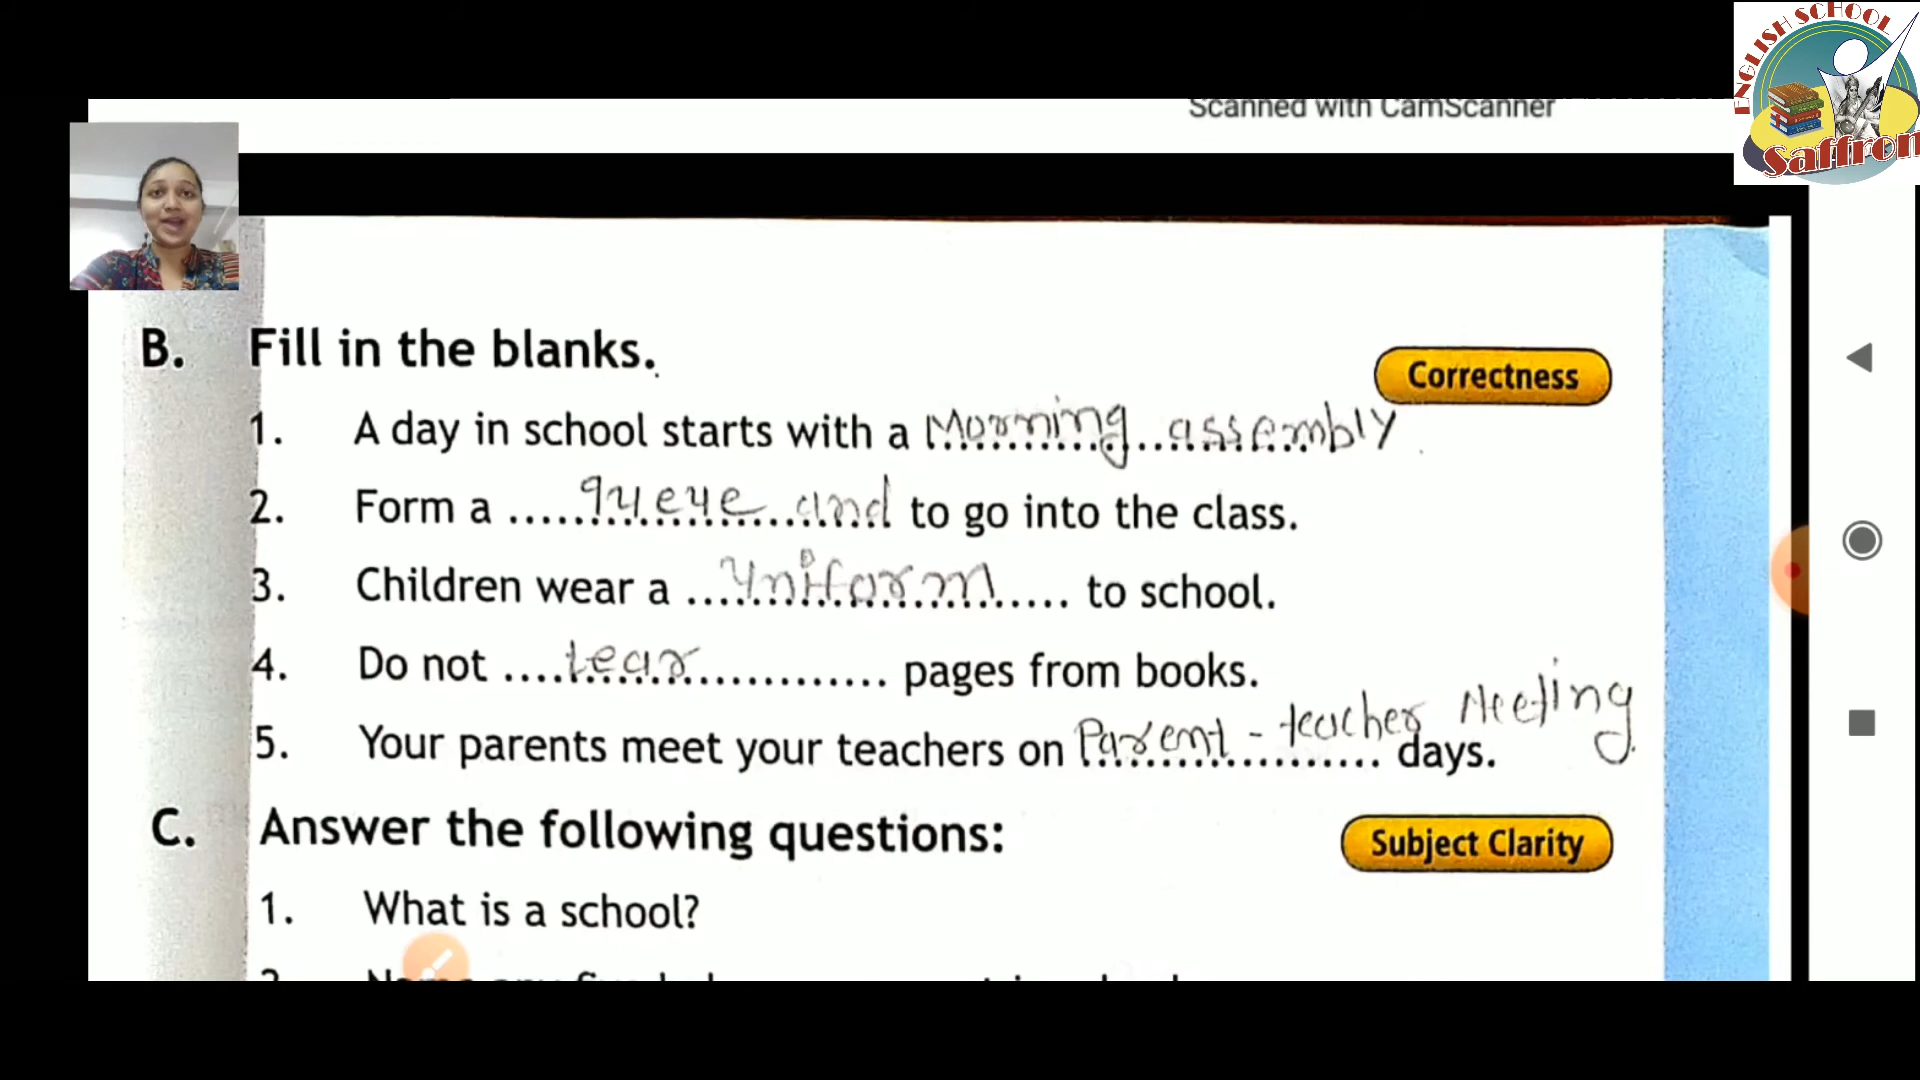 ENGLISH SCHOOL
Saffron
Scanned with CamScanner
B. Fill in the blanks.
Correctness
1. A day in school starts with a Morning assembly.
2. Form a ..... queue and to go into the class.
3. Children wear a ... Uniform ..... to school.
4. Do not .... tear ............ pages from books.
5. Your parents meet your teachers on Parent - teacher Meeting days.
C. Answer the following questions:
Subject Clarity
1. What is a school?